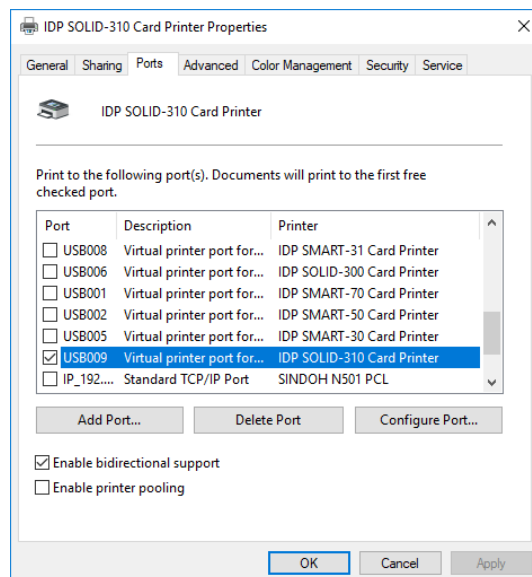 IDP SOLID-310 Card Printer Properties
General Sharing Ports Advanced Color Management Security Service
IDP SOLID-310 Card Printer
Print to the following port(s). Documents will print to the first free
checked port.
Port Description Printer
USB008 Virtual printer port for... IDP SMART-31 Card Printer
USB006 Virtual printer port for... IDP SOLID-300 Card Printer
USB001 Virtual printer port for... IDP SMART-70 Card Printer
USB002 Virtual printer port for... IDP SMART-50 Card Printer
USB005 Virtual printer port for... IDP SMART-30 Card Printer
USB009 Virtual printer port for... IDP SOLID-310 Card Printer
IP_192.... Standard TCP/IP Port SINDOH N501 PCL
Add Port... Delete Port Configure Port...
Enable bidirectional support
Enable printer pooling
OK Cancel Apply